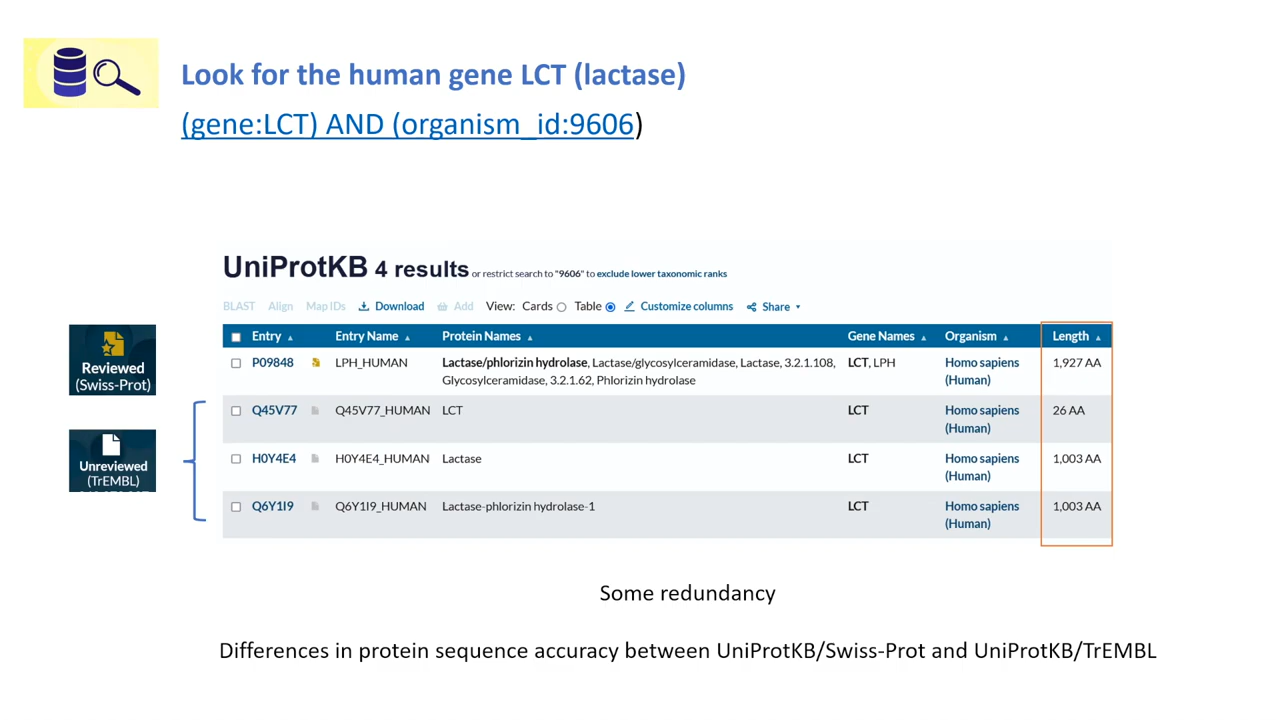 Look for the human gene LCT (lactase)
(gene:LCT) AND (organism_id:9606)
UniProtKB 4 results or restrict search to "9606" to exclude lower taxonomic ranks
BLAST Align Map IDs Download Add View: Cards Table Customize columns Share
Entry Entry Name Protein Names Gene Names Organism Length
P09848 LPH_HUMAN Lactase/phlorizin hydrolase, Lactase/glycosylceramidase, Lactase, 3.2.1.108, LCT, LPH Homo sapiens 1,927 AA
Glycosylceramidase, 3.2.1.62, Phlorizin hydrolase (Human)
Reviewed
(Swiss-Prot)
Q45V77 Q45V77_HUMAN LCT LCT Homo sapiens 26 AA
(Human)
Unreviewed
(TrEMBL)
H0Y4E4 H0Y4E4_HUMAN Lactase LCT Homo sapiens 1,003 AA
(Human)
Q6Y1I9 Q6Y1I9_HUMAN Lactase-phlorizin hydrolase-1 LCT Homo sapiens 1,003 AA
(Human)
Some redundancy
Differences in protein sequence accuracy between UniProtKB/Swiss-Prot and UniProtKB/TrEMBL